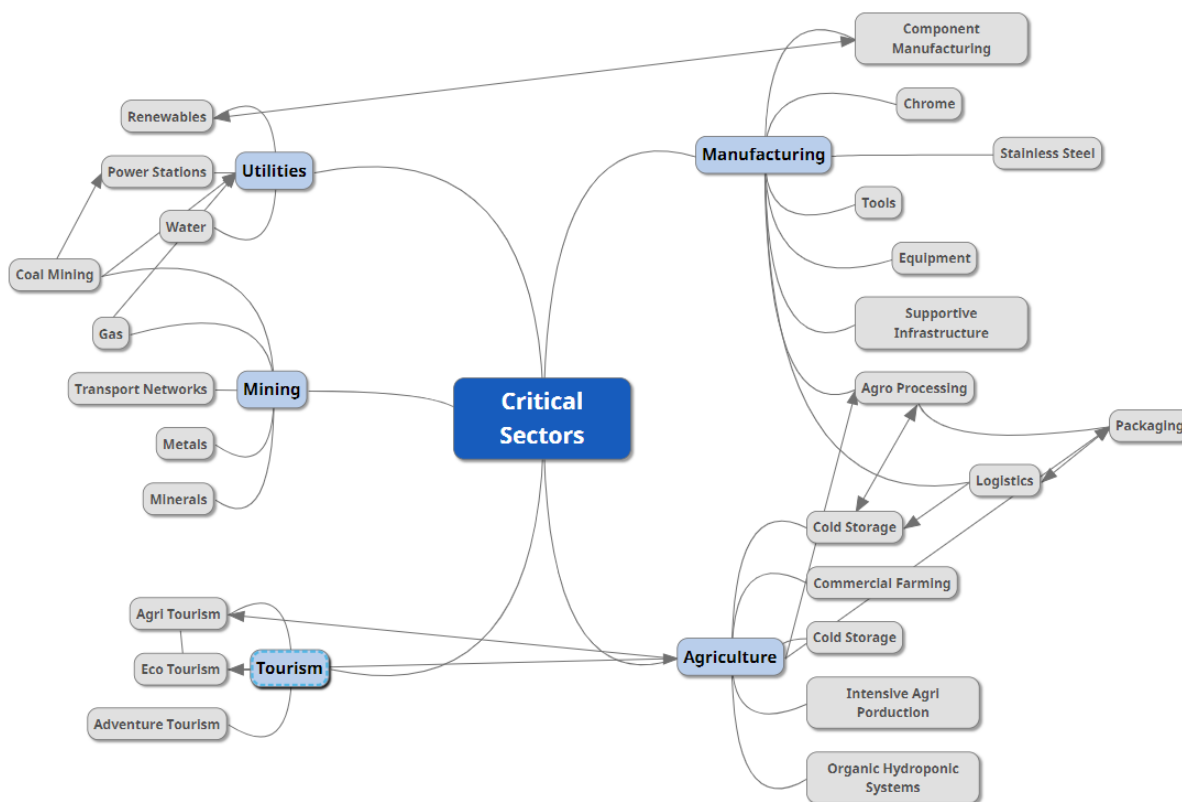 Component
Manufacturing
Renewables
Chrome
Manufacturing
Stainless Steel
Power Stations
Utilities
Tools
Water
Equipment
Coal Mining
Supportive
Infrastructure
Gas
Transport Networks
Mining
Agro Processing
Critical
Sectors
Packaging
Metals
Logistics
Minerals
Cold Storage
Commercial Farming
Agri Tourism
Cold Storage
Agriculture
Eco Tourism
Tourism
Intensive Agri
Porduction
Adventure Tourism
Organic Hydroponic
Systems